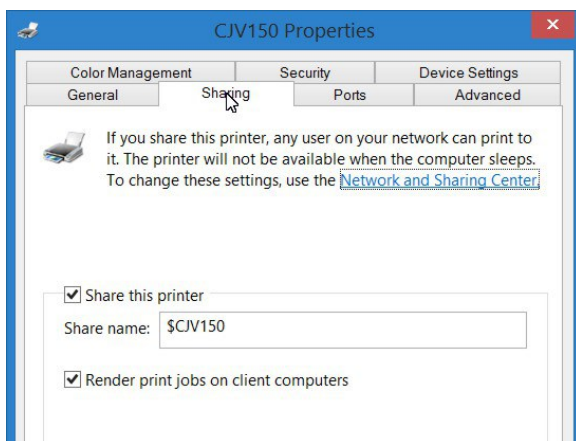 CJV150 Properties
Color Management Security Device Settings
General Sharing Ports Advanced
If you share this printer, any user on your network can print to
it. The printer will not be available when the computer sleeps.
To change these settings, use the Network and Sharing Center.
Share this printer
Share name: $CJV150
Render print jobs on client computers